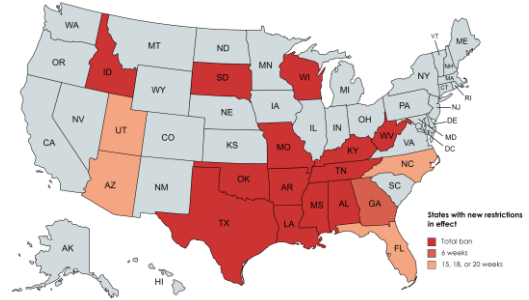 WA
MT
ND
MN
VT
ME
OR
ID
SD
WI
MI
NY
NH
MA
CT
RI
WY
IA
PA
NJ
NV
NE
IL
IN
OH
DE
MD
DC
CA
UT
CO
KS
MO
KY
WV
VA
AZ
NM
OK
AR
TN
NC
TX
LA
MS
AL
GA
SC
FL
AK
HI
States with new restrictions
in effect
Total ban
6 weeks
15, 18, or 20 weeks